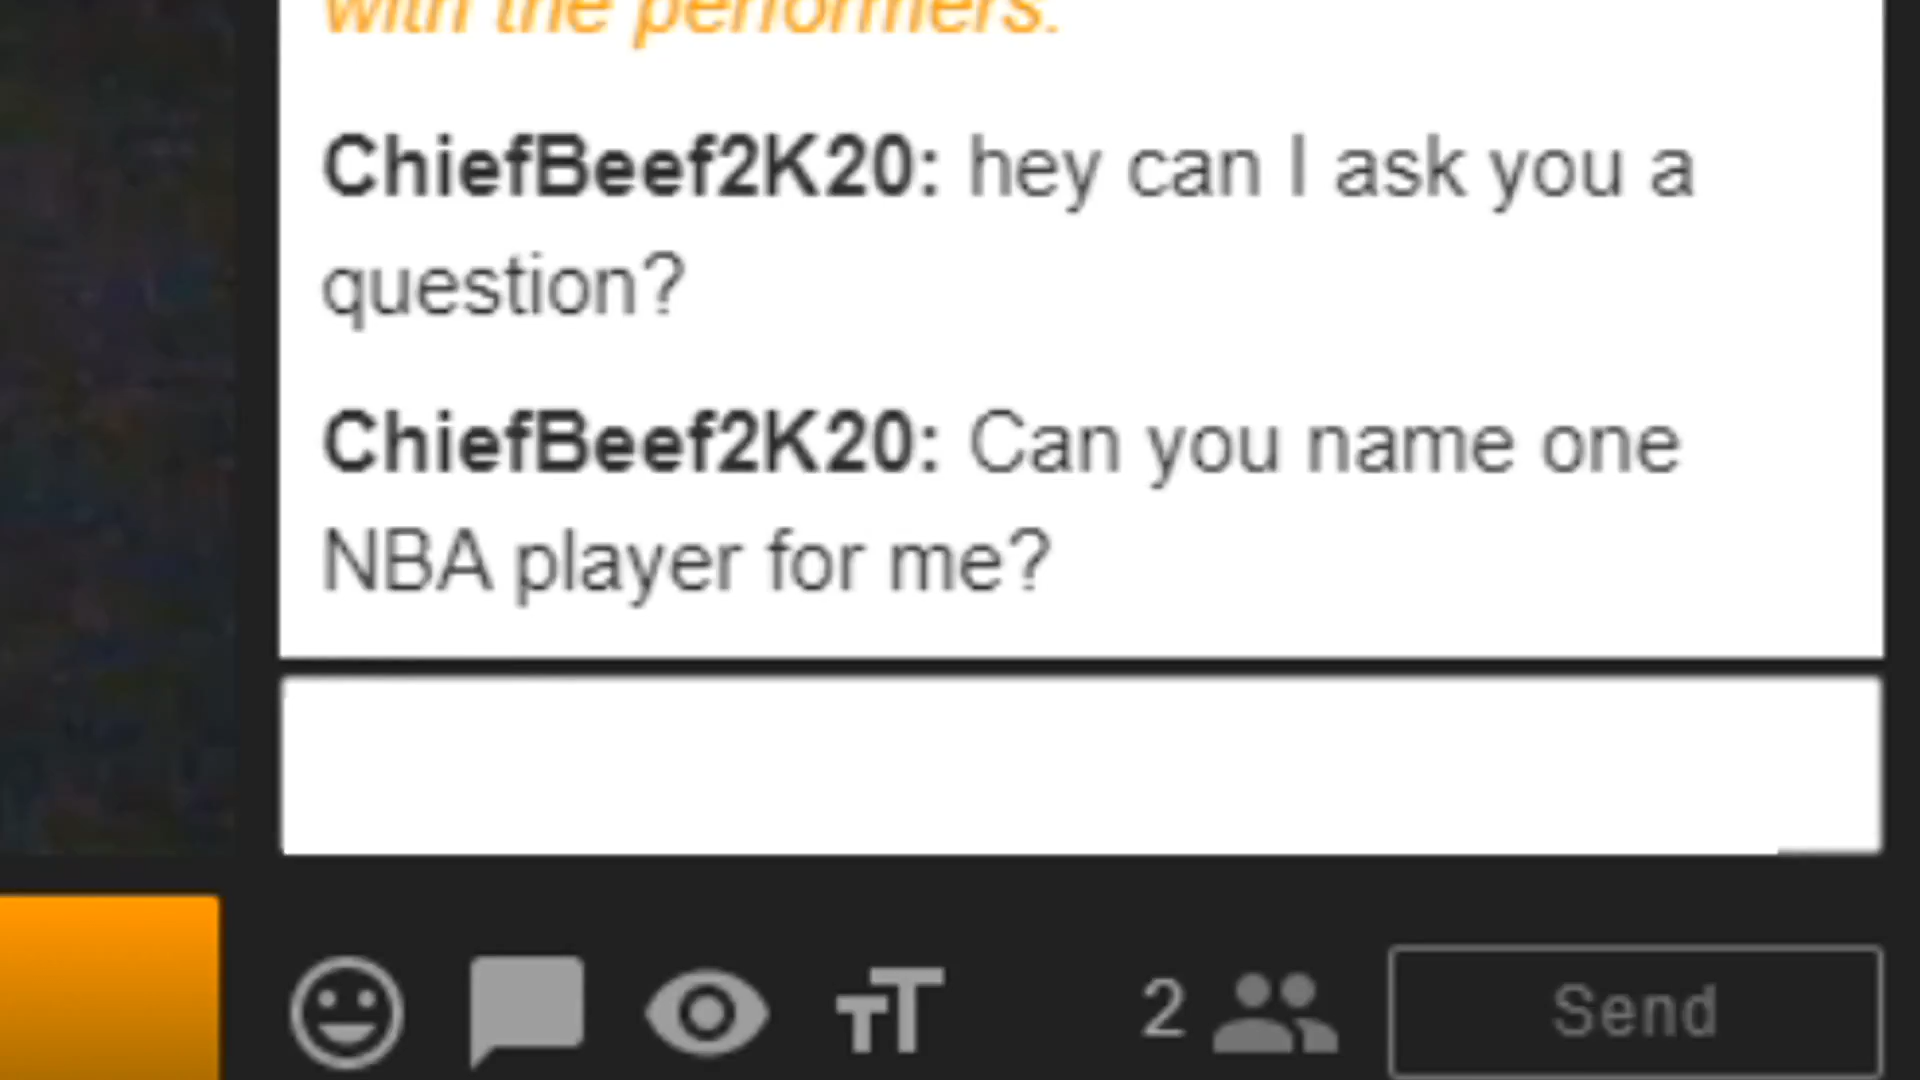 with the performers.
ChiefBeef2K20: hey can I ask you a
question?
ChiefBeef2K20: Can you name one
NBA player for me?
2
Send